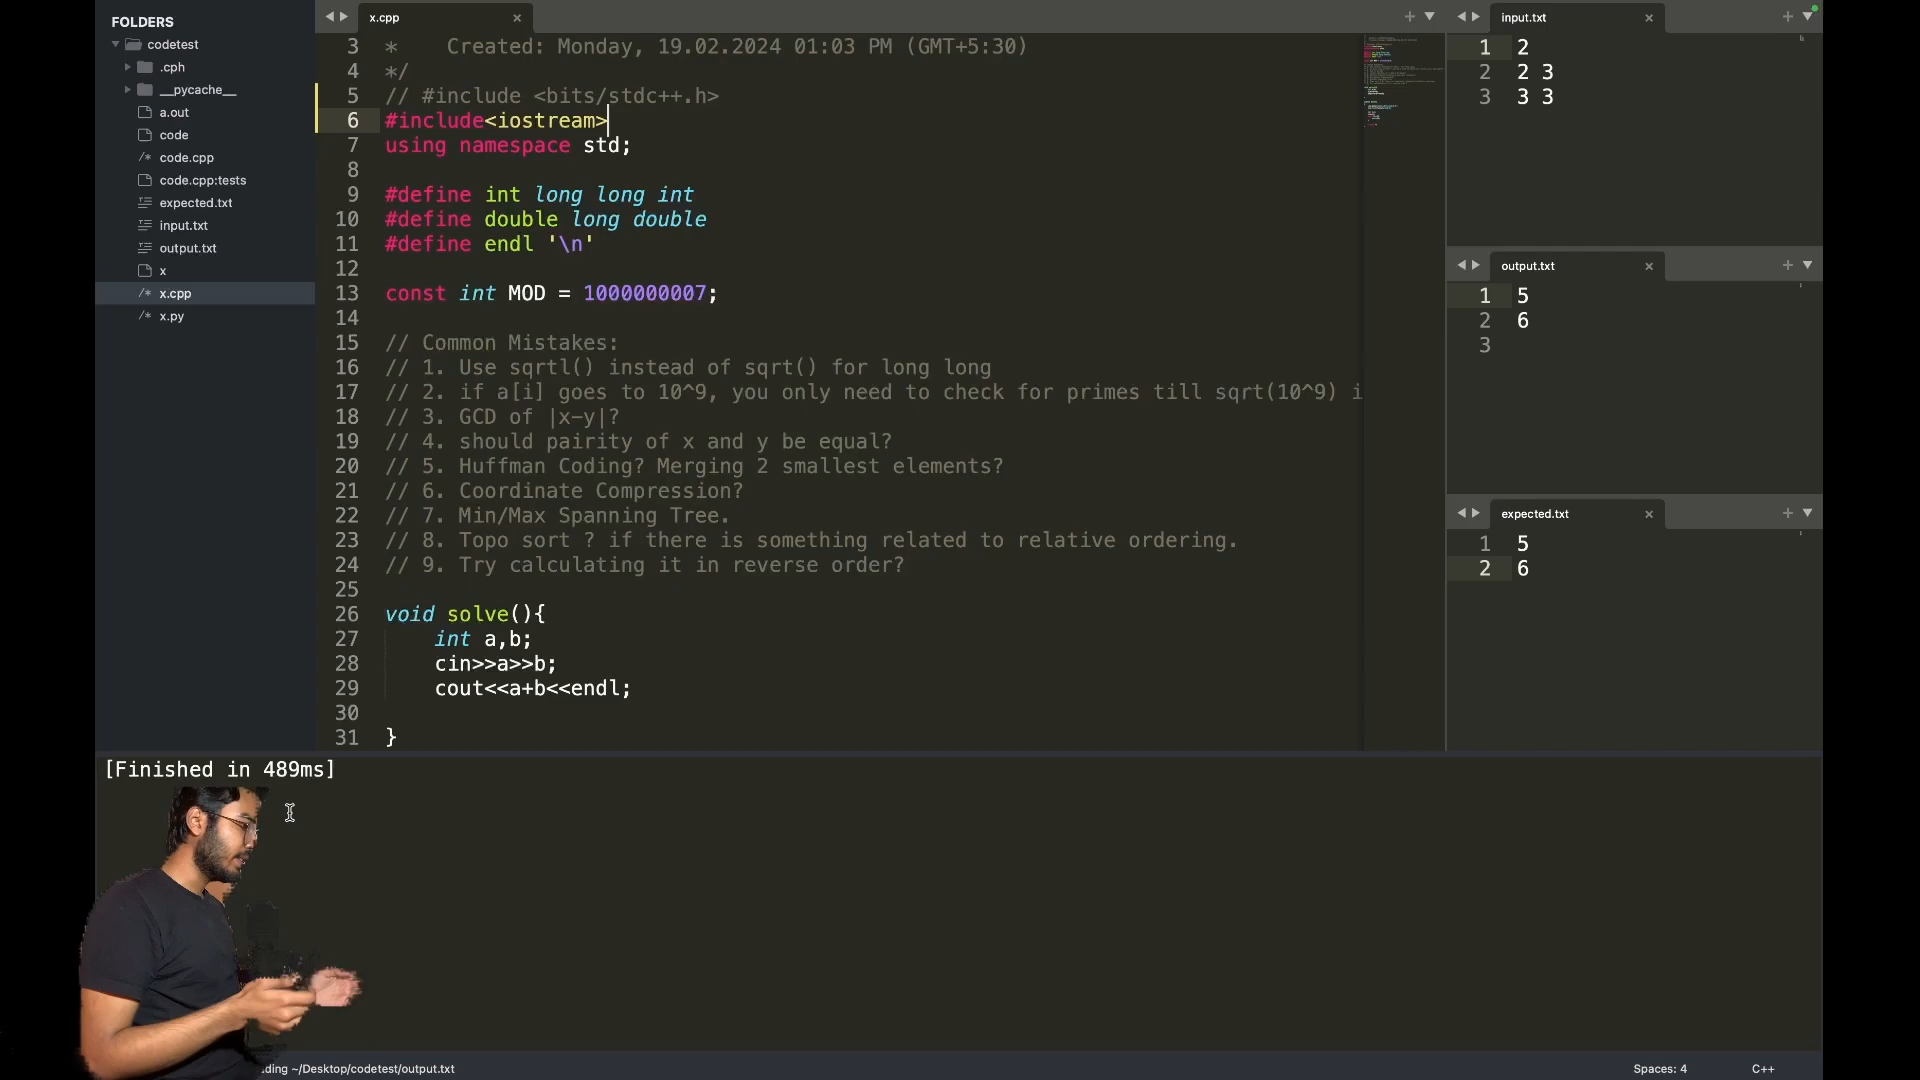 FOLDERS
codetest
.cph
__pycache__
a.out
code
code.cpp
code.cpp:tests
expected.txt
input.txt
output.txt
x
x.cpp
x.py
x.cpp
3 * Created: Monday, 19.02.2024 01:03 PM (GMT+5:30)
4 */
5 // #include <bits/stdc++.h>
6 #include<iostream>
7 using namespace std;
8
9 #define int long long int
10 #define double long double
11 #define endl '\n'
12
13 const int MOD = 1000000007;
14
15 // Common Mistakes:
16 // 1. Use sqrtl() instead of sqrt() for long long
17 // 2. if a[i] goes to 10^9, you only need to check for primes till sqrt(10^9) i
18 // 3. GCD of |x-y|?
19 // 4. should pairity of x and y be equal?
20 // 5. Huffman Coding? Merging 2 smallest elements?
21 // 6. Coordinate Compression?
22 // 7. Min/Max Spanning Tree.
23 // 8. Topo sort ? if there is something related to relative ordering.
24 // 9. Try calculating it in reverse order?
25
26 void solve(){
27 int a,b;
28 cin>>a>>b;
29 cout<<a+b<<endl;
30
31 }
input.txt
1 2
2 2 3
3 3 3
output.txt
1 5
2 6
3
expected.txt
1 5
2 6
[Finished in 489ms]
ding ~/Desktop/codetest/output.txt
Spaces: 4
C++